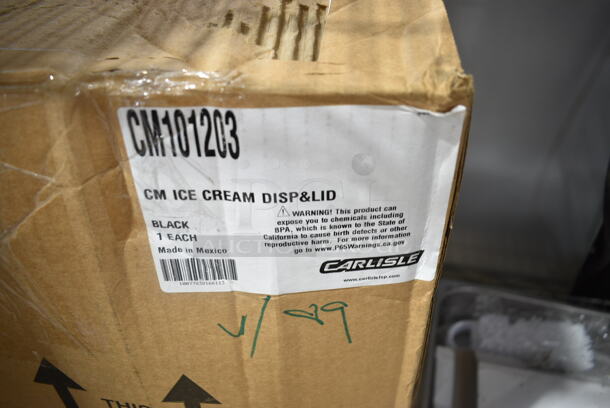 CM101203
CM ICE CREAM DISP&LID
BLACK
1 EACH
Made in Mexico
⚠ WARNING! This product can
expose you to chemicals including
BPA, which is known to the State of
California to cause birth defects or other
reproductive harm. For more information
go to www.P65Warnings.ca.gov
CARLISLE
www.carlislefsp.com
THIS